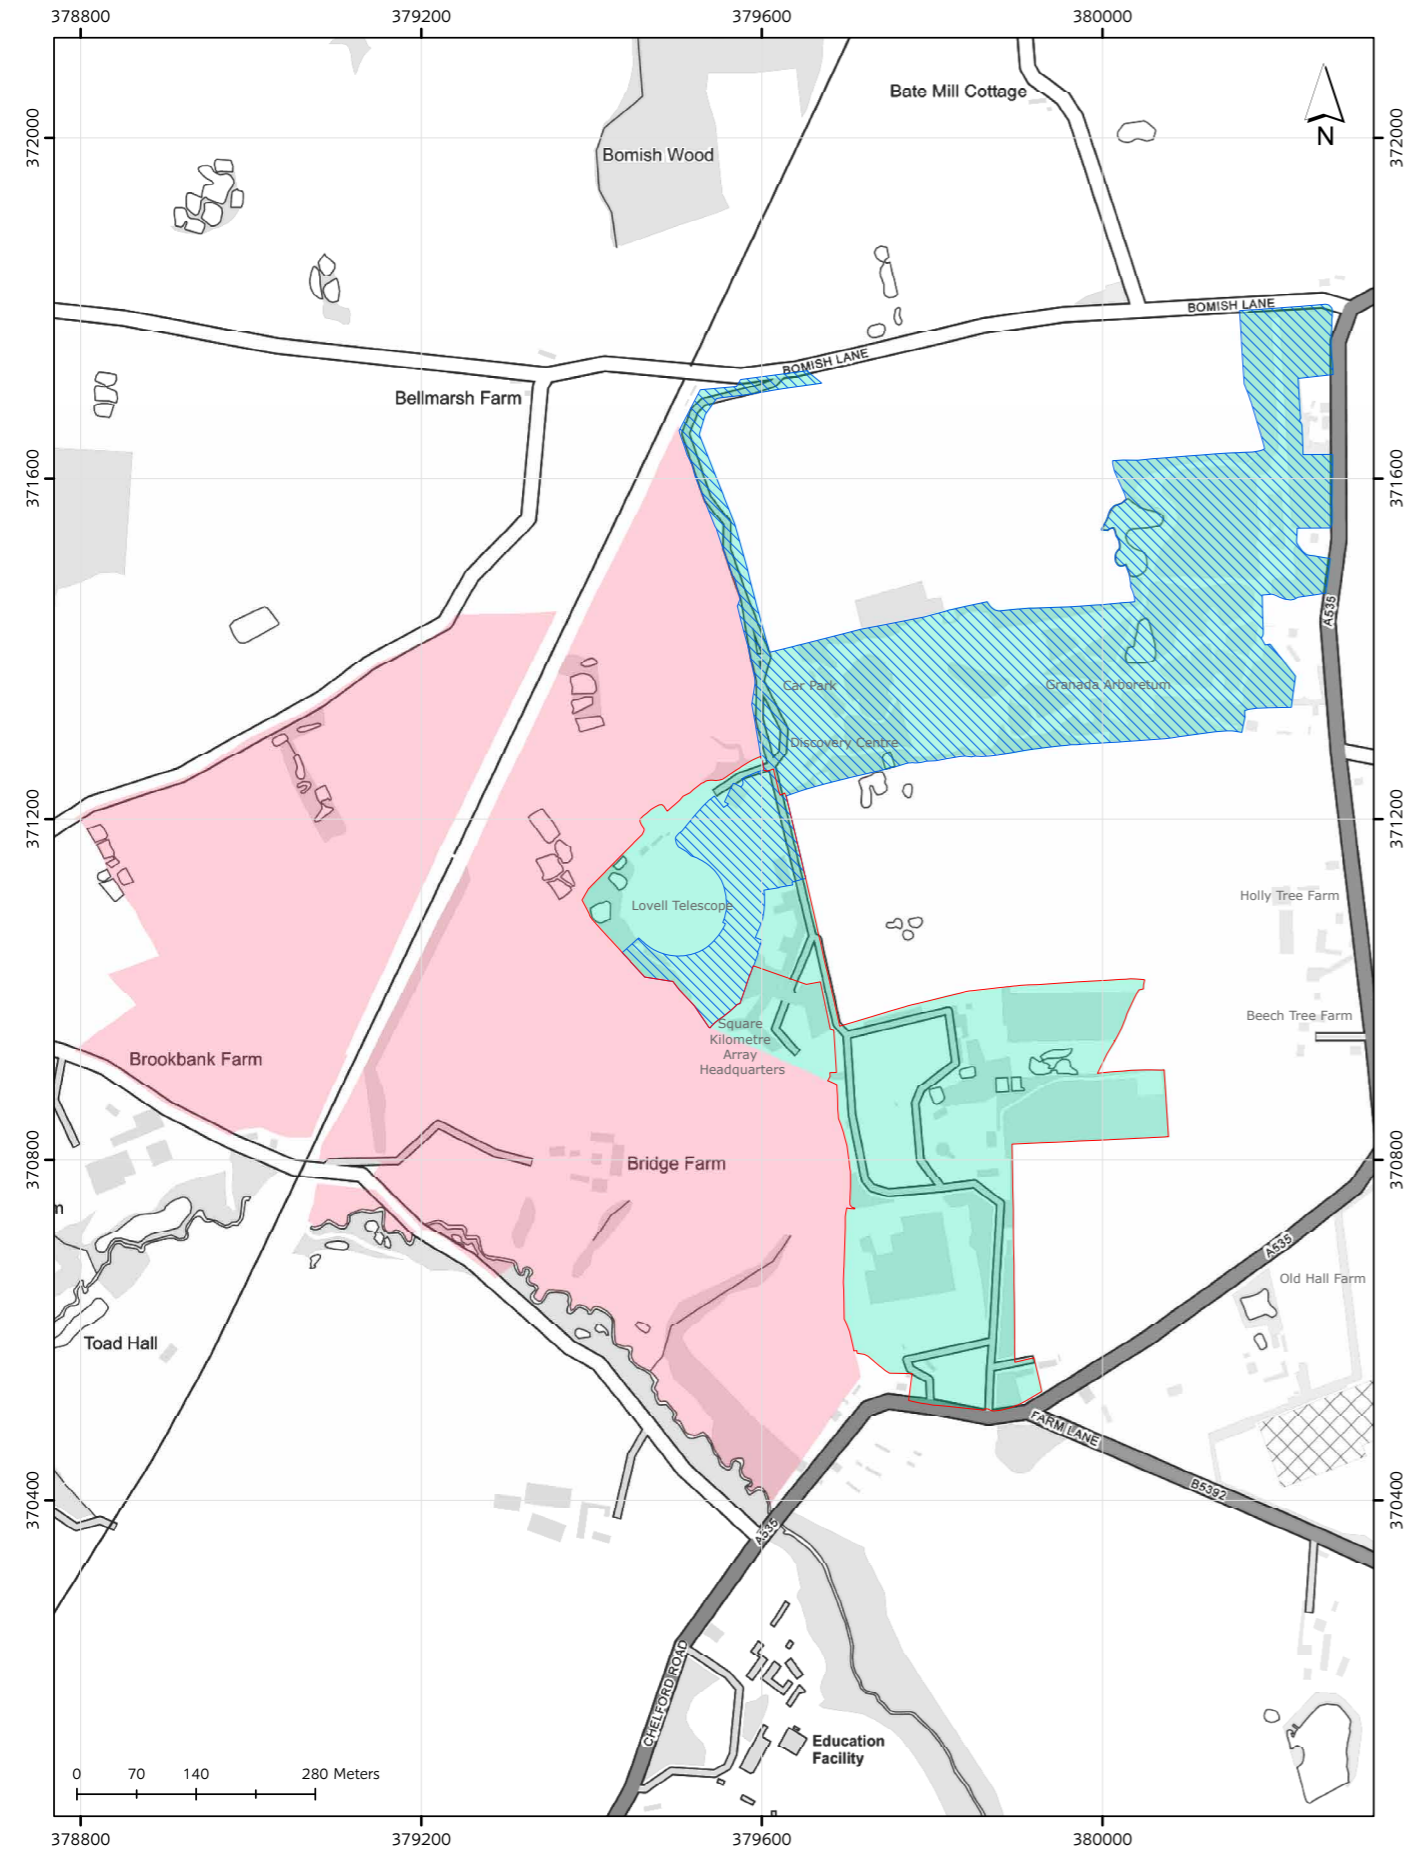 378800
379200
379600
380000
372000
372000
Bate Mill Cottage
N
Bomish Wood
BOMISH LANE
BOMISH LANE
Bellmarsh Farm
371600
371600
A535
Car Park
Granada Arboretum
Discovery Centre
371200
371200
Lovell Telescope
Holly Tree Farm
Beech Tree Farm
Square
Kilometre
Array
Headquarters
Brookbank Farm
Bridge Farm
370800
370800
m
A535
Old Hall Farm
Toad Hall
FARM LANE
B5392
370400
370400
A535
CHELFORD ROAD
Education
Facility
0
70
140
280 Meters
378800
379200
379600
380000